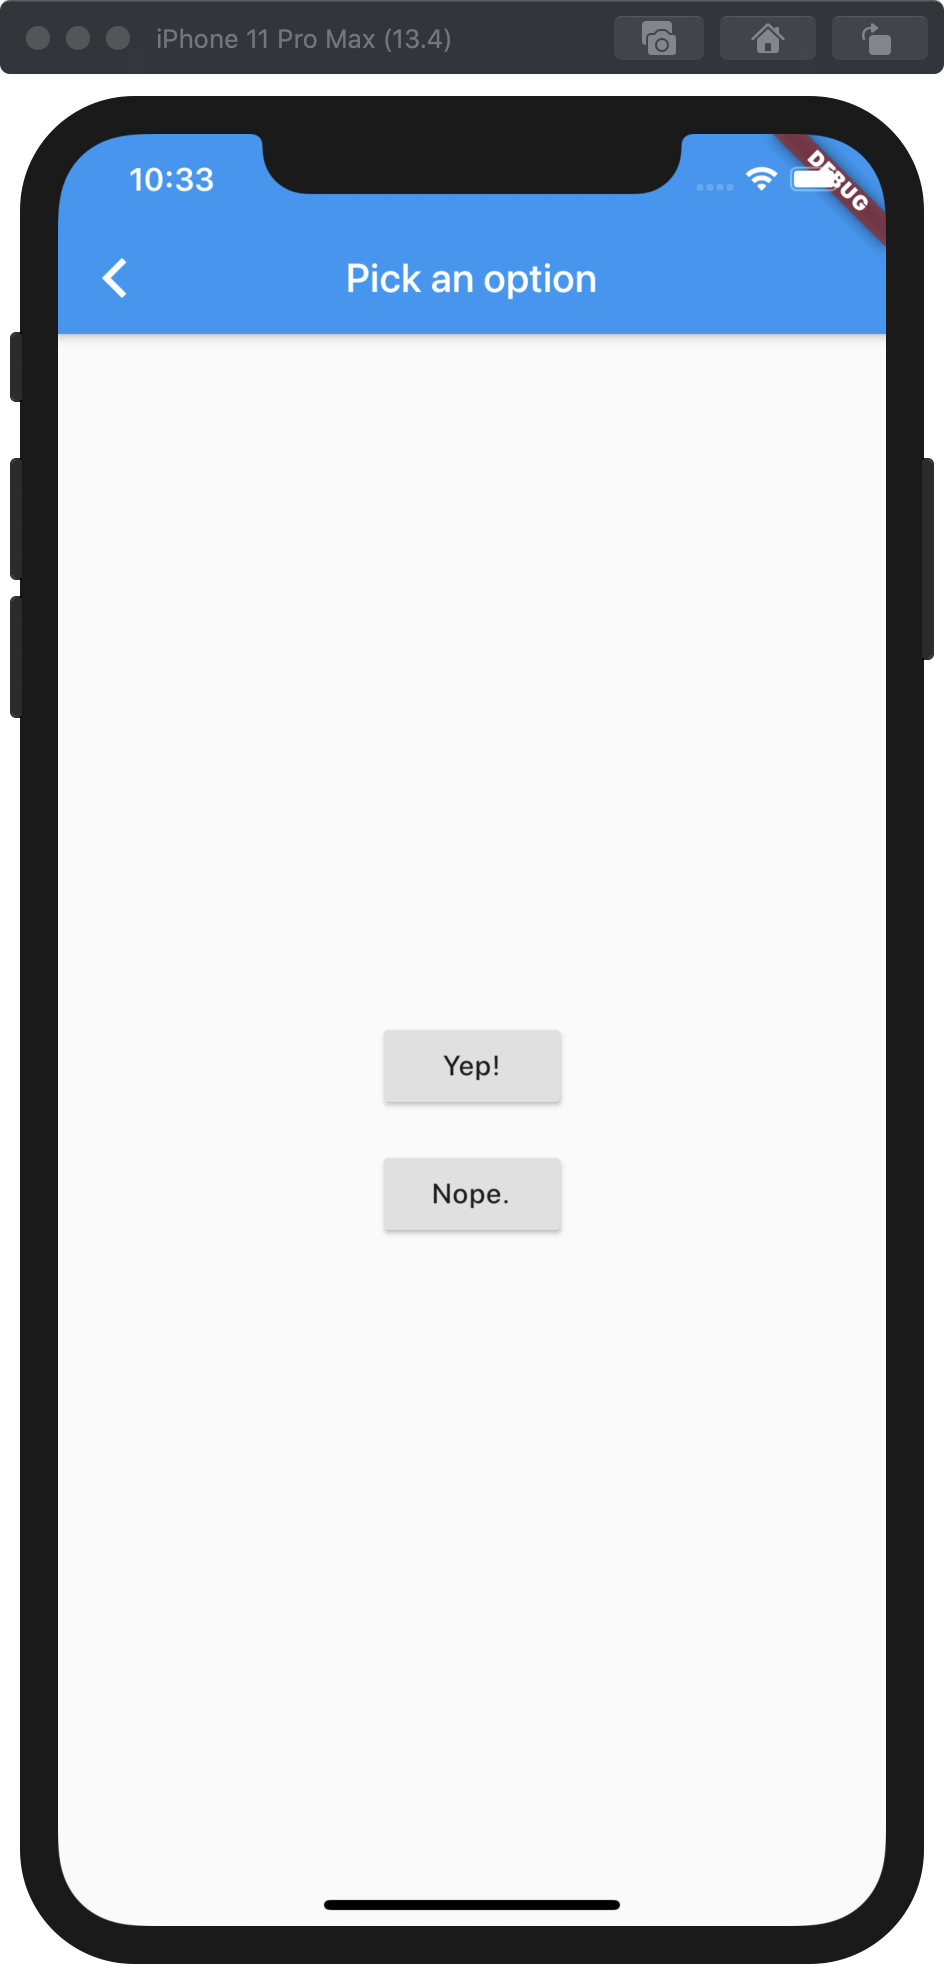 iPhone 11 Pro Max (13.4)
10:33
DEBUG
Pick an option
Yep!
Nope.